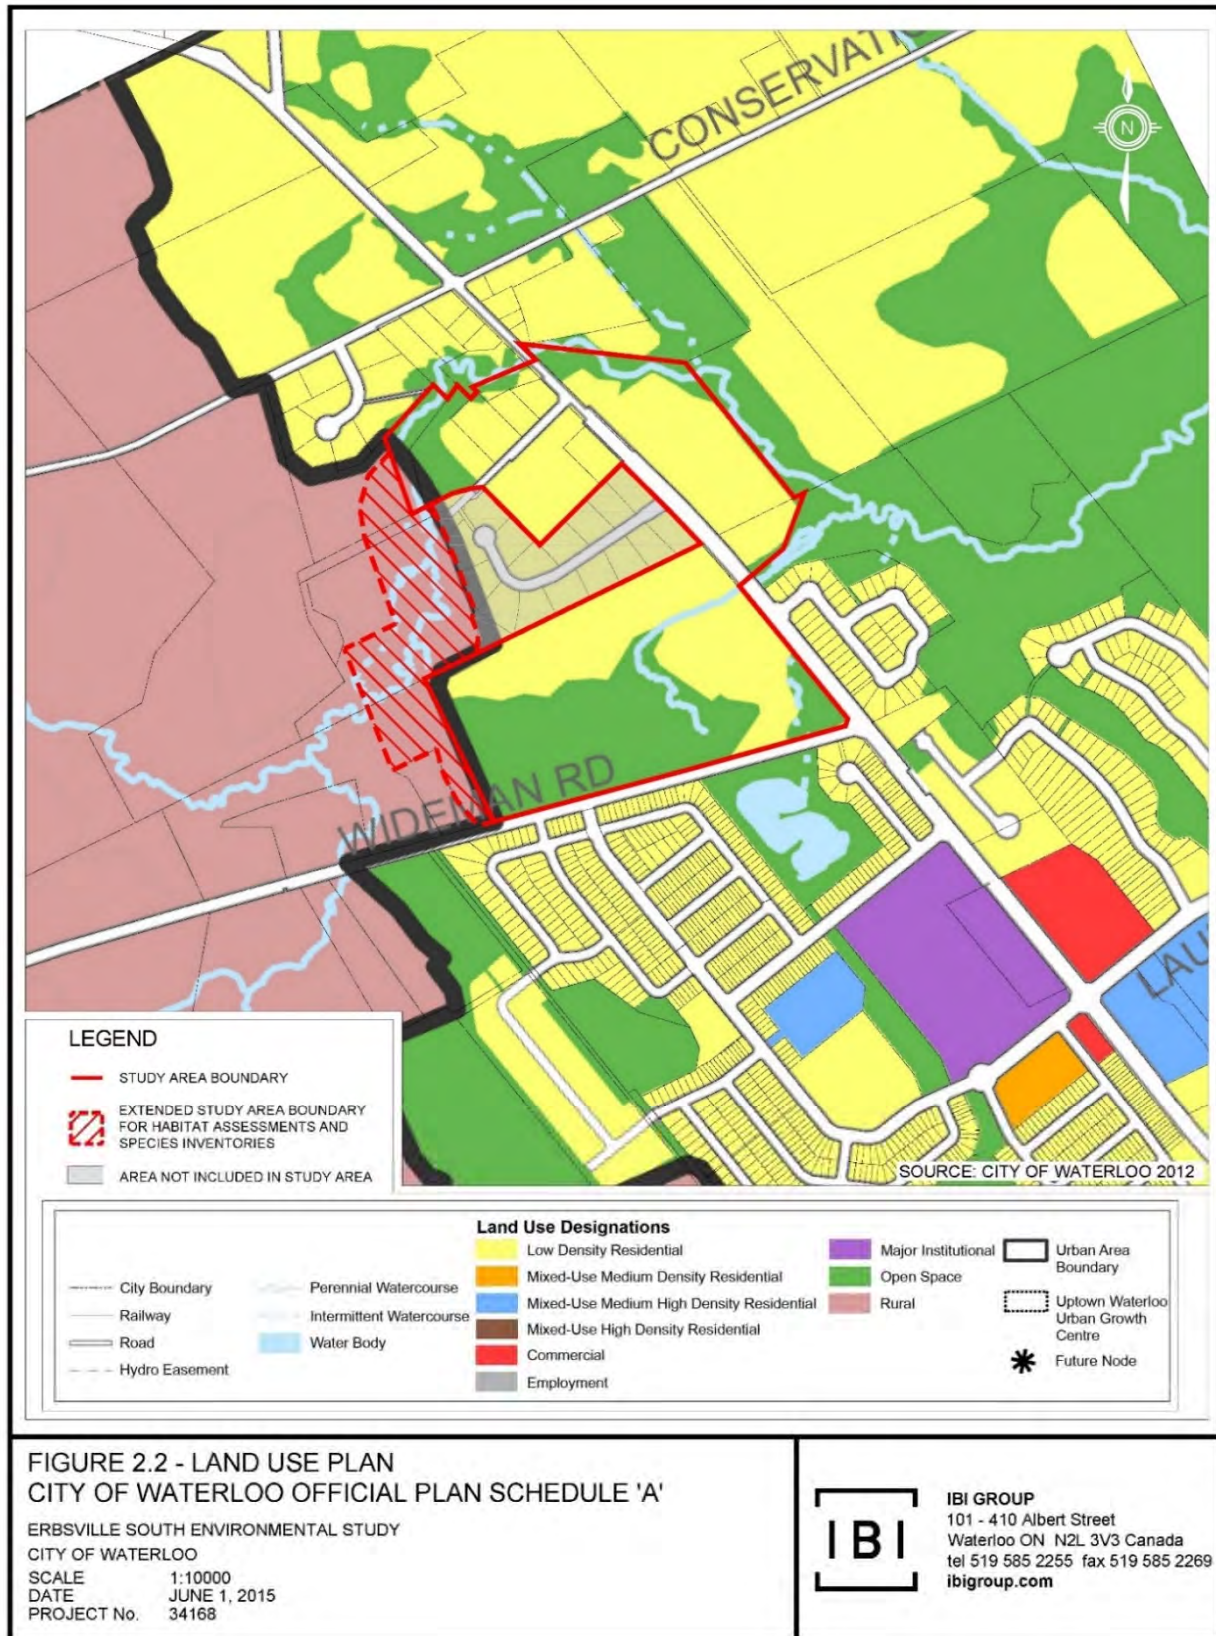 CONSERVATIO
N
WIDEMAN RD
LAU
LEGEND
STUDY AREA BOUNDARY
EXTENDED STUDY AREA BOUNDARY
FOR HABITAT ASSESSMENTS AND
SPECIES INVENTORIES
AREA NOT INCLUDED IN STUDY AREA
SOURCE: CITY OF WATERLOO 2012
City Boundary
Railway
Road
Hydro Easement
Perennial Watercourse
Intermittent Watercourse
Water Body
Land Use Designations
Low Density Residential
Mixed-Use Medium Density Residential
Mixed-Use Medium High Density Residential
Mixed-Use High Density Residential
Commercial
Employment
Major Institutional
Open Space
Rural
Urban Area
Boundary
Uptown Waterloo
Urban Growth
Centre
Future Node
FIGURE 2.2 - LAND USE PLAN
CITY OF WATERLOO OFFICIAL PLAN SCHEDULE 'A'
ERBSVILLE SOUTH ENVIRONMENTAL STUDY
CITY OF WATERLOO
SCALE 1:10000
DATE JUNE 1, 2015
PROJECT No. 34168
IBI
IBI GROUP
101 - 410 Albert Street
Waterloo ON N2L 3V3 Canada
tel 519 585 2255 fax 519 585 2269
ibigroup.com